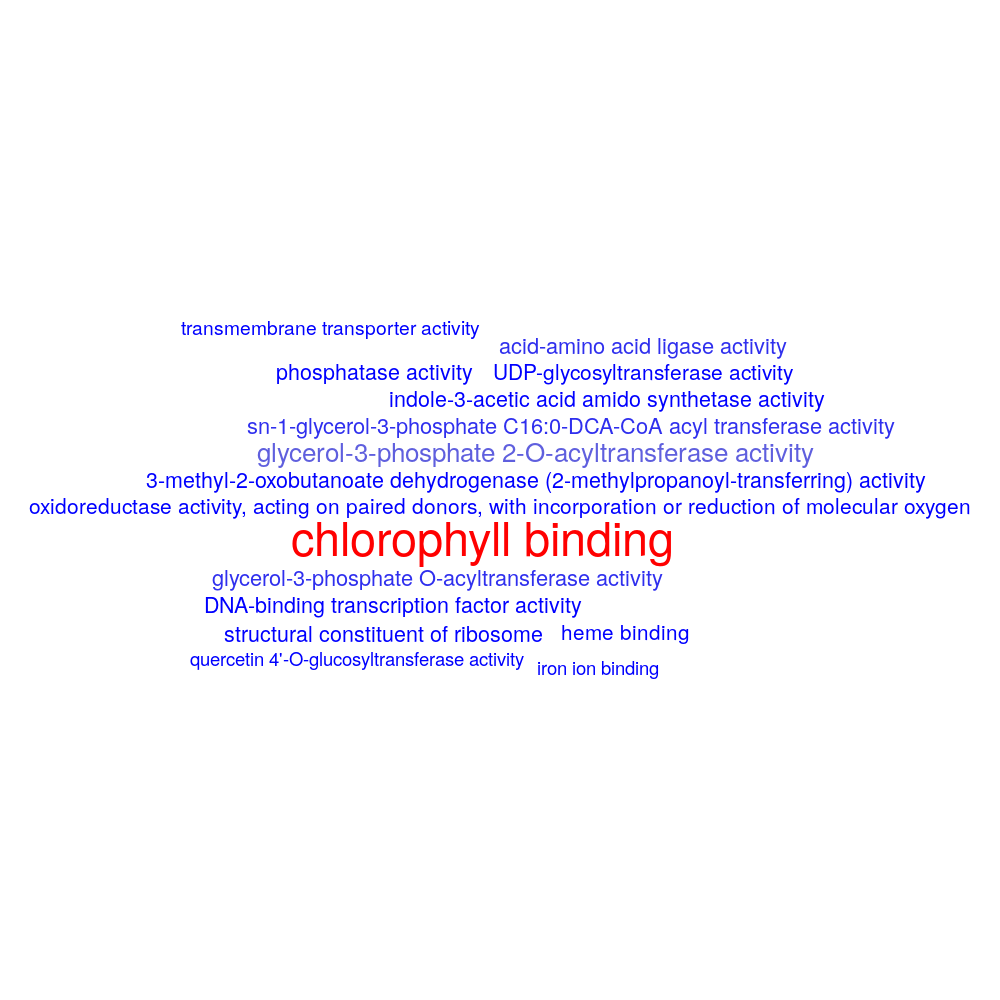 transmembrane transporter activity
acid-amino acid ligase activity
phosphatase activity UDP-glycosyltransferase activity
indole-3-acetic acid amido synthetase activity
sn-1-glycerol-3-phosphate C16:0-DCA-CoA acyl transferase activity
glycerol-3-phosphate 2-O-acyltransferase activity
3-methyl-2-oxobutanoate dehydrogenase (2-methylpropanoyl-transferring) activity
oxidoreductase activity, acting on paired donors, with incorporation or reduction of molecular oxygen
chlorophyll binding
glycerol-3-phosphate O-acyltransferase activity
DNA-binding transcription factor activity
structural constituent of ribosome heme binding
quercetin 4'-O-glucosyltransferase activity
iron ion binding